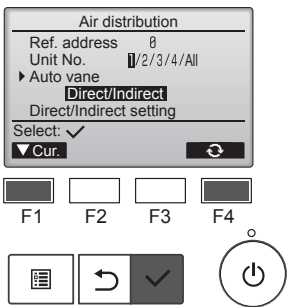 Air distribution
Ref. address 0
Unit No. 1/2/3/4/All
Auto vane
Direct/Indirect
Direct/Indirect setting
Select: ✓
▼Cur.
F1 F2 F3 F4